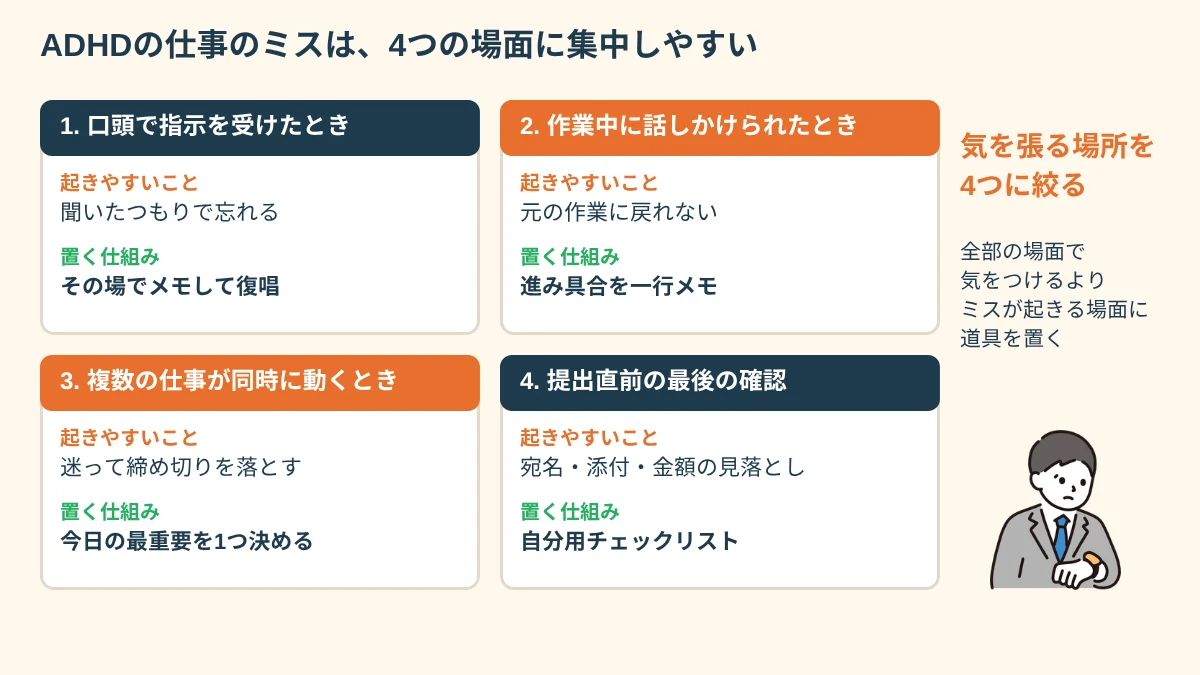 ADHDの仕事のミスは、4つの場面に集中しやすい
1. 口頭で指示を受けたとき
起きやすいこと
聞いたつもりで忘れる
置く仕組み
その場でメモして復唱
2. 作業中に話しかけられたとき
起きやすいこと
元の作業に戻れない
置く仕組み
進み具合を一行メモ
3. 複数の仕事が同時に動くとき
起きやすいこと
迷って締め切りを落とす
置く仕組み
今日の最重要を1つ決める
4. 提出直前の最後の確認
起きやすいこと
宛名・添付・金額の見落とし
置く仕組み
自分用チェックリスト
気を張る場所を
4つに絞る
全部の場面で
気をつけるより
ミスが起きる場面に
道具を置く